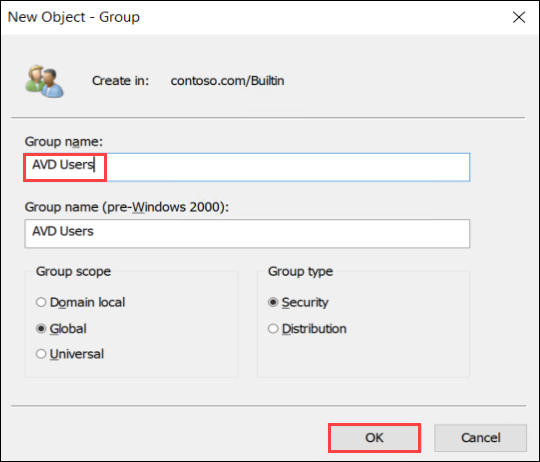 New Object - Group
Create in: contoso.com/Builtin
Group name:
AVD Users
Group name (pre-Windows 2000):
AVD Users
Group scope
Domain local
Global
Universal
Group type
Security
Distribution
OK
Cancel